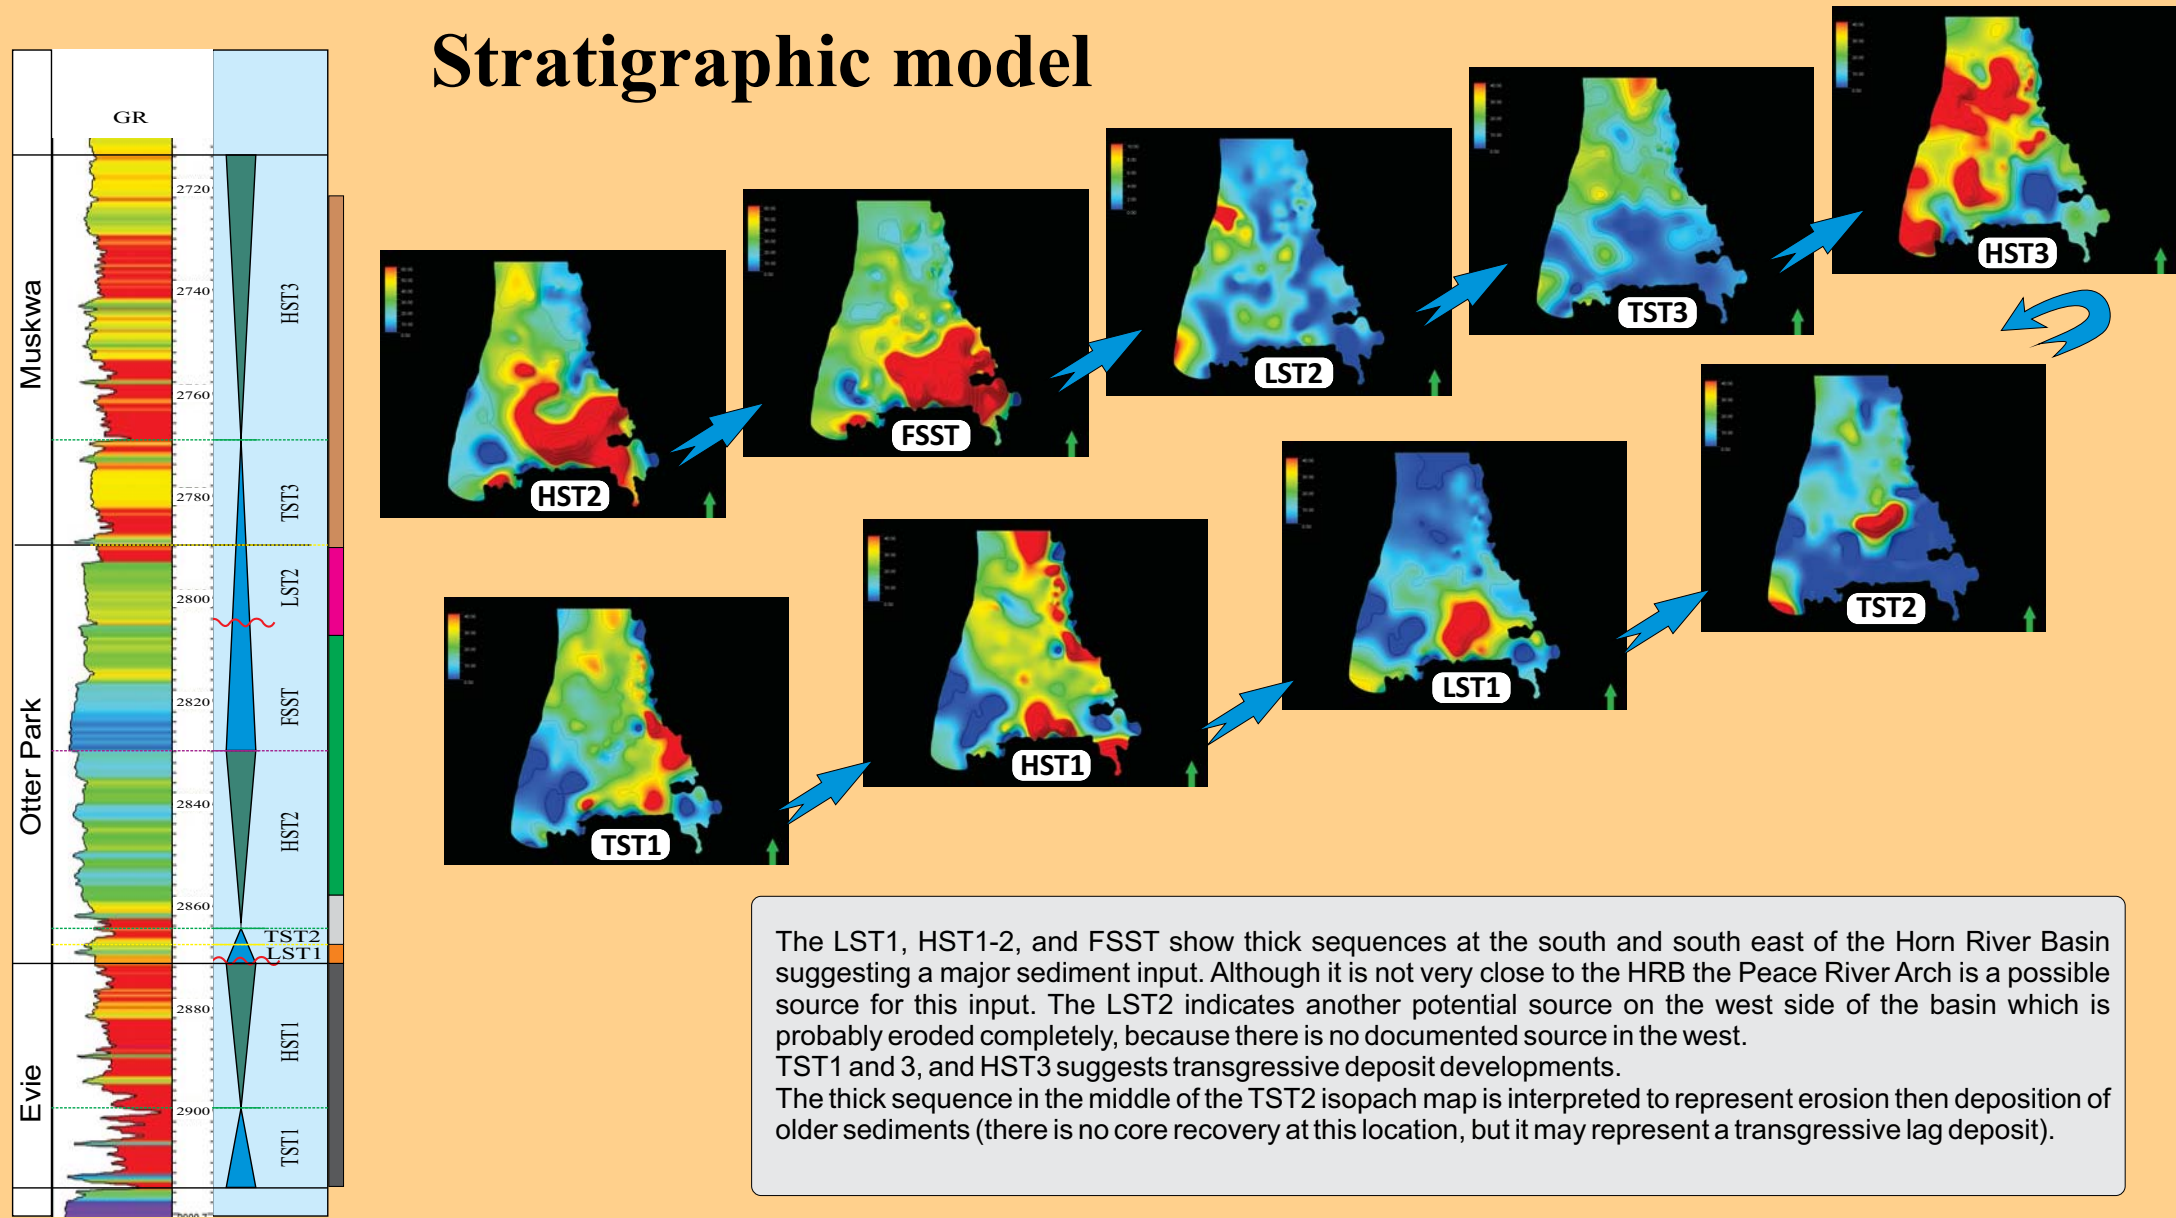 Stratigraphic model
GR
Muskwa
Otter Park
Evie
2720
2740
2760
2780
2800
2820
2840
2860
2880
2900
HST3
TST3
LST2
FSST
HST2
TST2
LST1
HST1
TST1
HST2
FSST
LST2
TST3
HST3
TST1
HST1
LST1
TST2
The LST1, HST1-2, and FSST show thick sequences at the south and south east of the Horn River Basin
suggesting a major sediment input. Although it is not very close to the HRB the Peace River Arch is a possible
source for this input. The LST2 indicates another potential source on the west side of the basin which is
probably eroded completely, because there is no documented source in the west.
TST1 and 3, and HST3 suggests transgressive deposit developments.
The thick sequence in the middle of the TST2 isopach map is interpreted to represent erosion then deposition of
older sediments (there is no core recovery at this location, but it may represent a transgressive lag deposit).